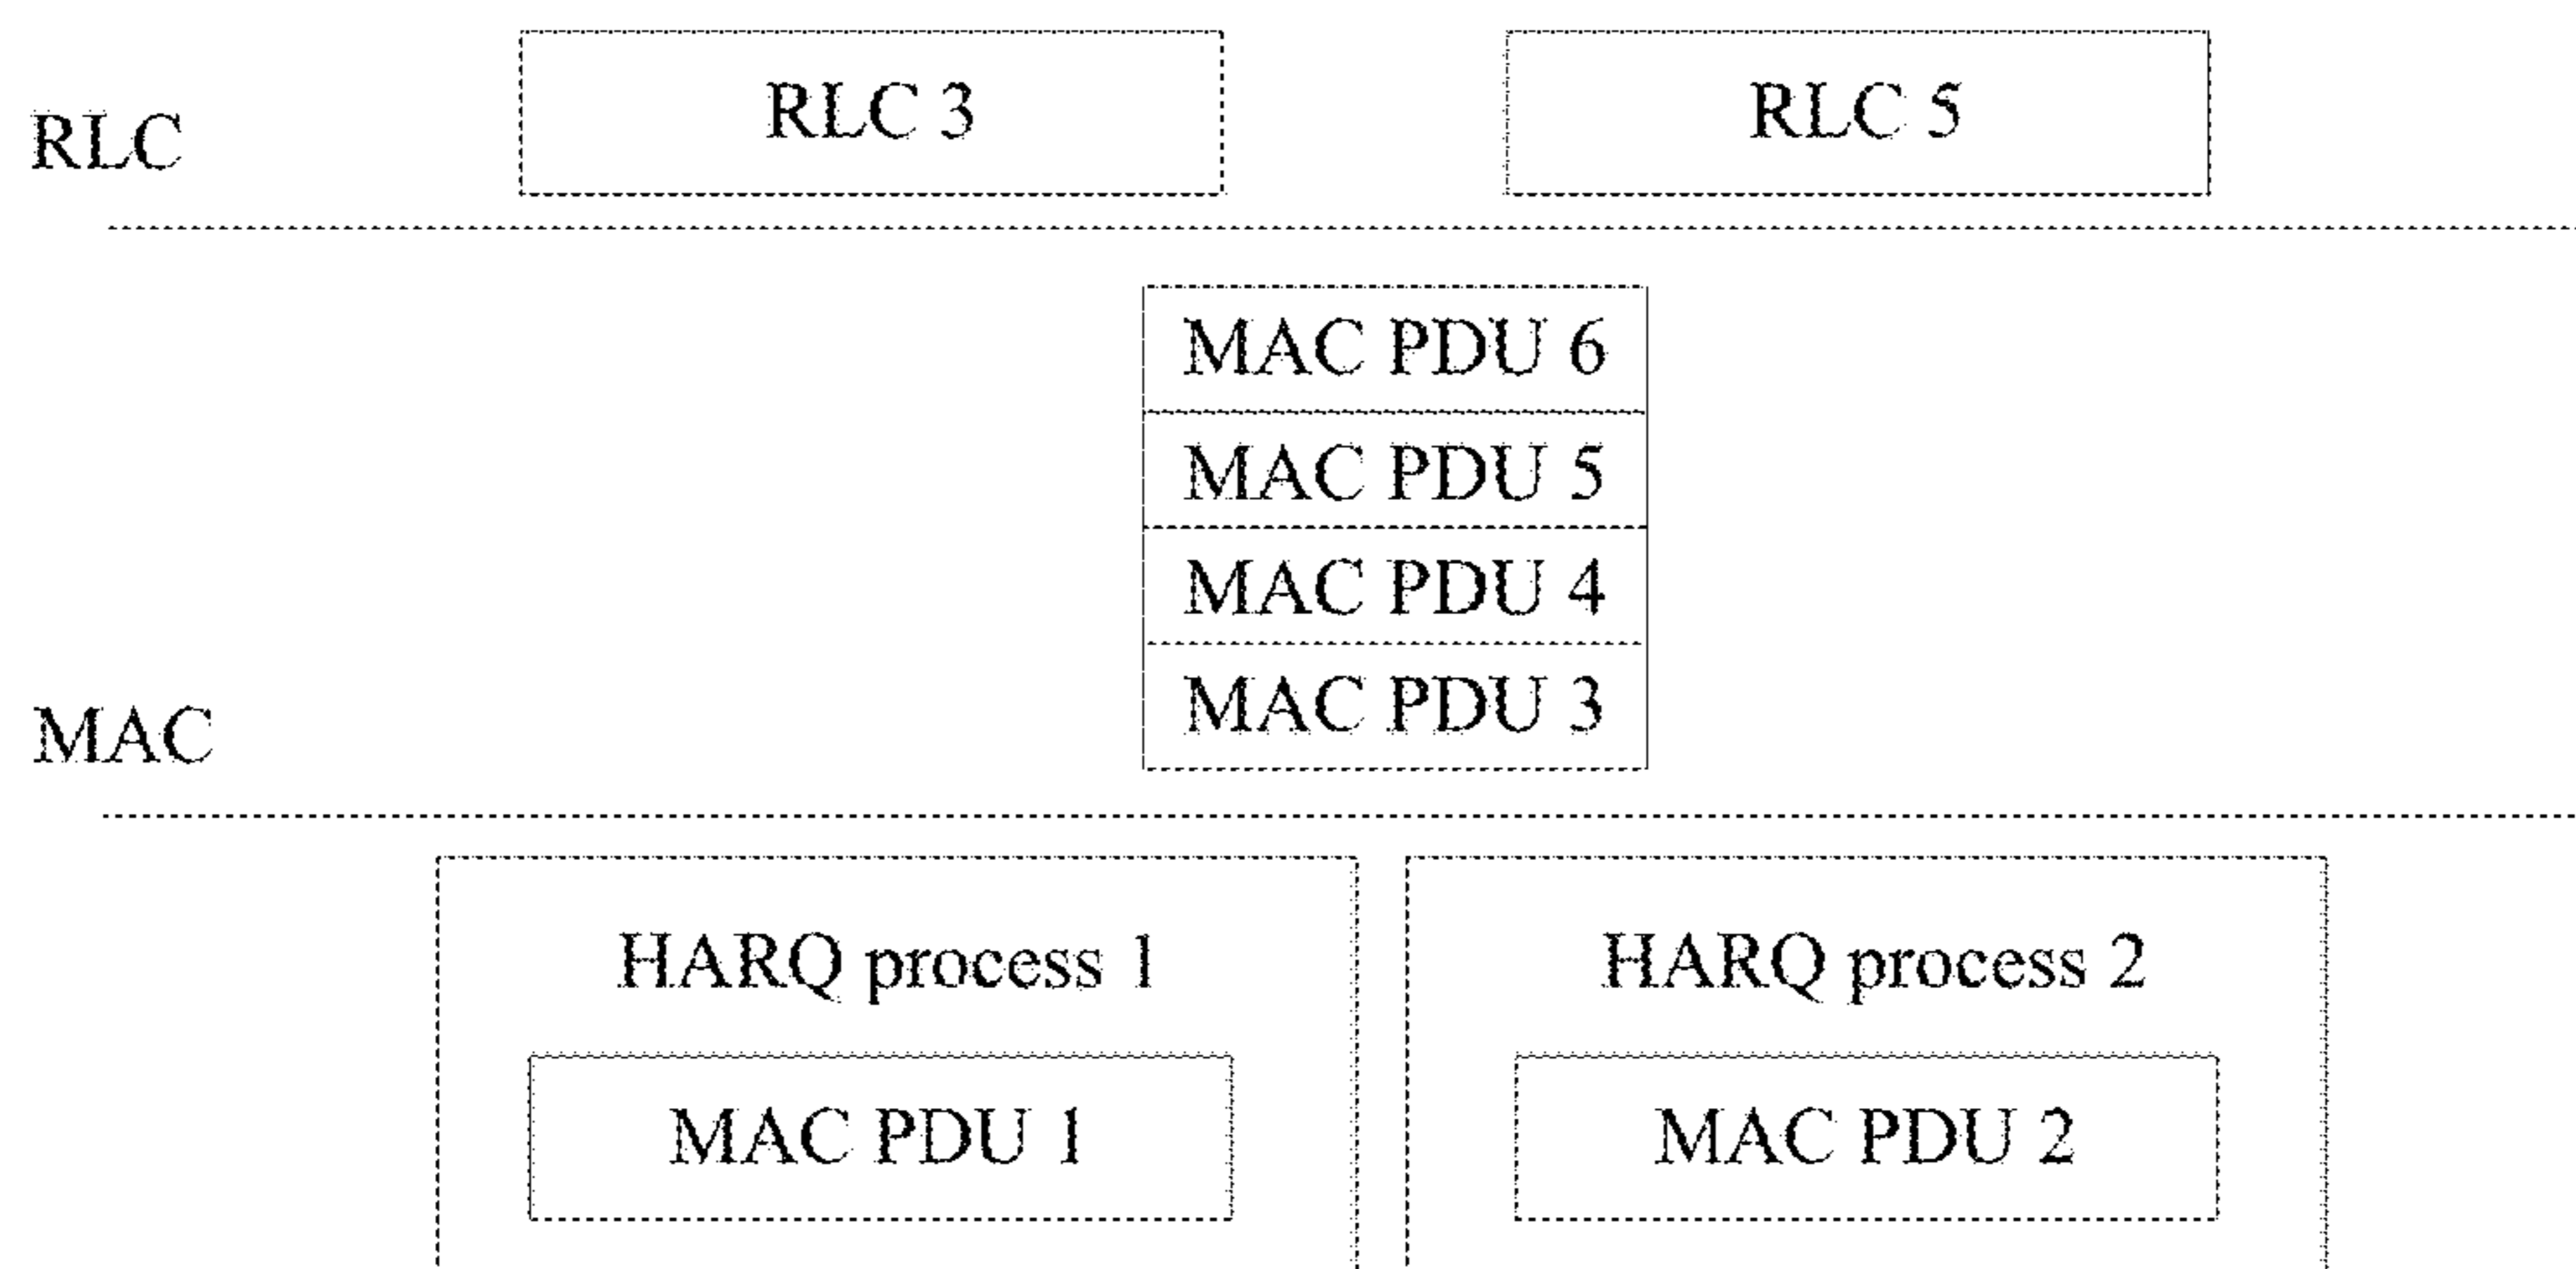 RLC
RLC 3
RLC 5
MAC PDU 6
MAC PDU 5
MAC PDU 4
MAC PDU 3
MAC
HARQ process 1
HARQ process 2
MAC PDU 1
MAC PDU 2